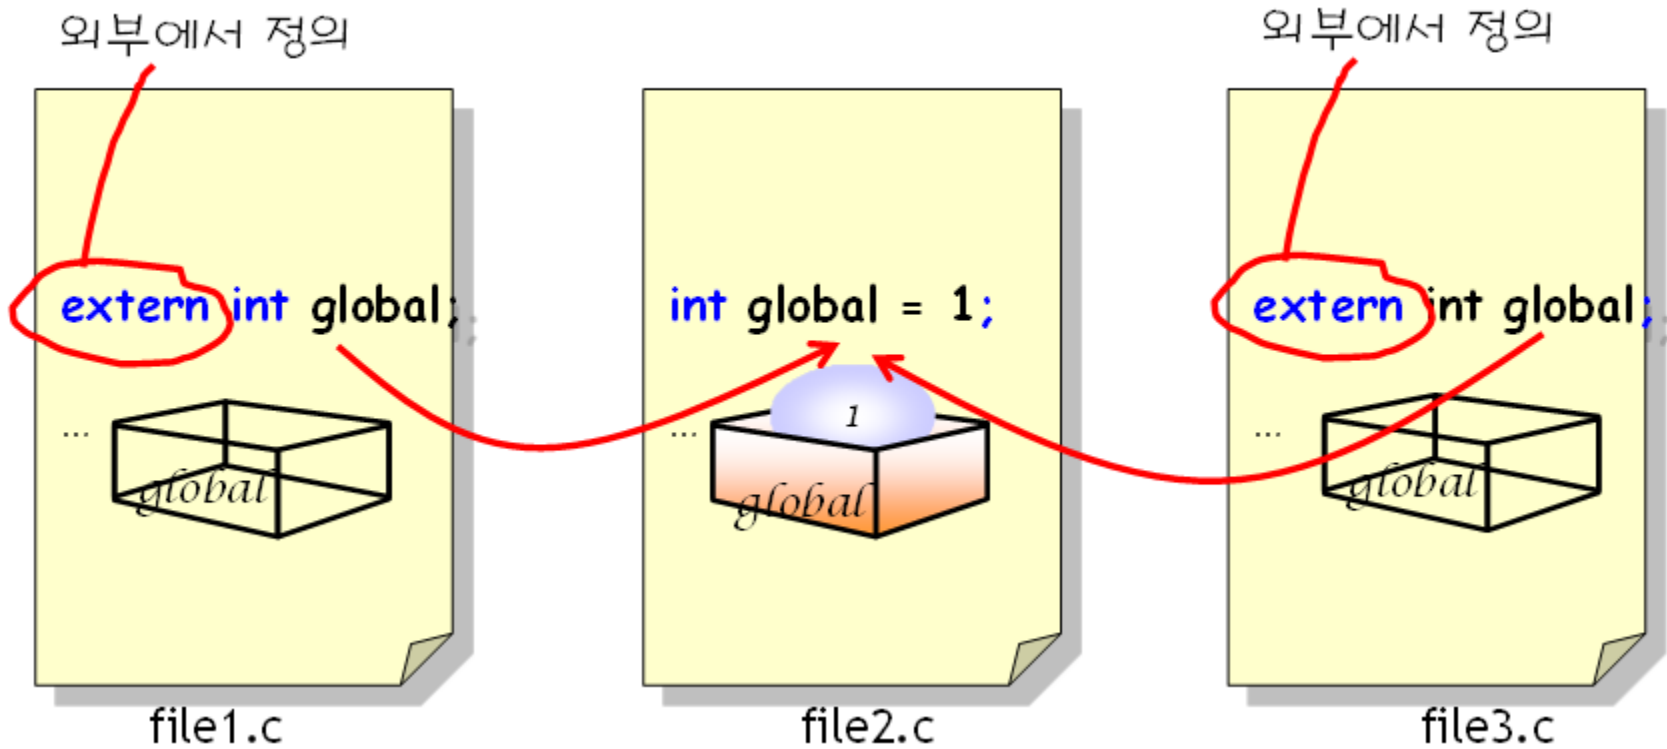 외부에서 정의
외부에서 정의
extern int global;
int global = 1;
extern int global;
...
global
...
1
global
...
global
file1.c
file2.c
file3.c